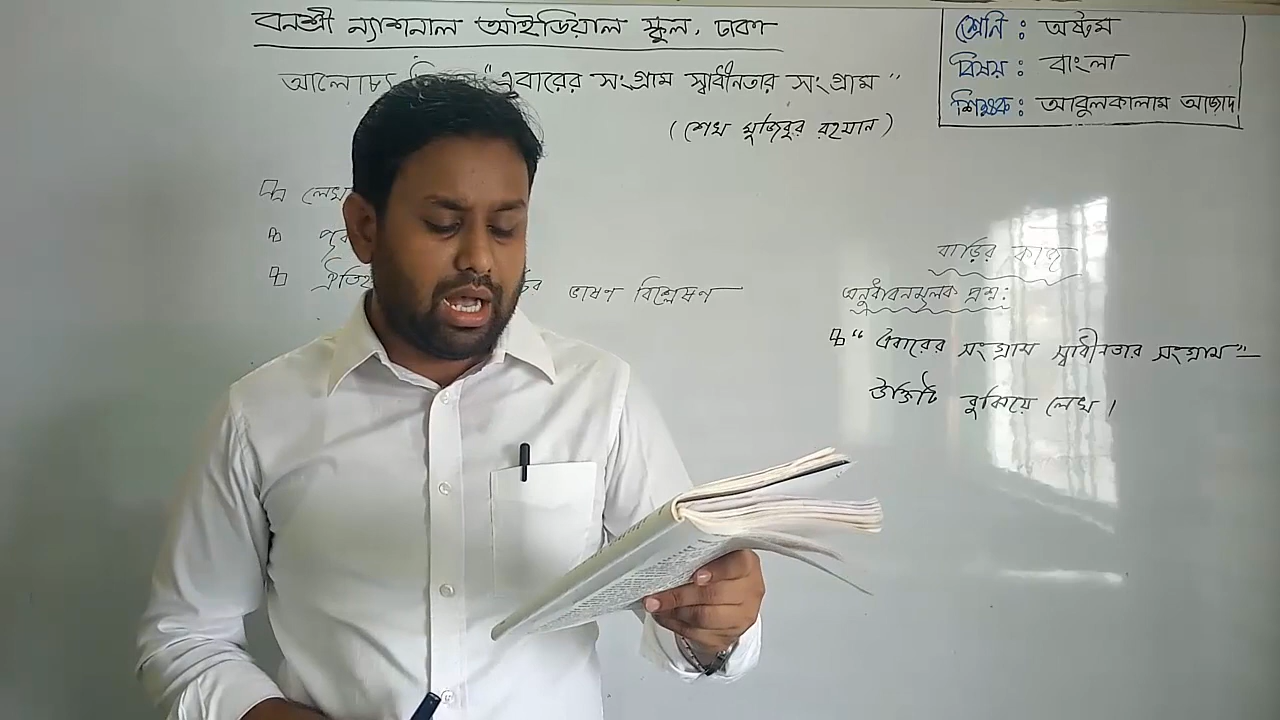 বনশ্রী ন্যাশনাল আইডিয়াল স্কুল, ঢাকা
শ্রেনি : অষ্টম
বিষয় : বাংলা
শিক্ষক : আবুলকালাম আজাদ
আলোচ্য "এবারের সংগ্রাম স্বাধীনতার সংগ্রাম"
(শেখ মুজিবুর রহমান)
ভাষণ বিশ্লেষণ
বাড়ির কাজ
অনুধাবনমূলক প্রশ্ন:
"এবারের সংগ্রাম স্বাধীনতার সংগ্রাম"—
উক্তিটি বুঝিয়ে লেখ।